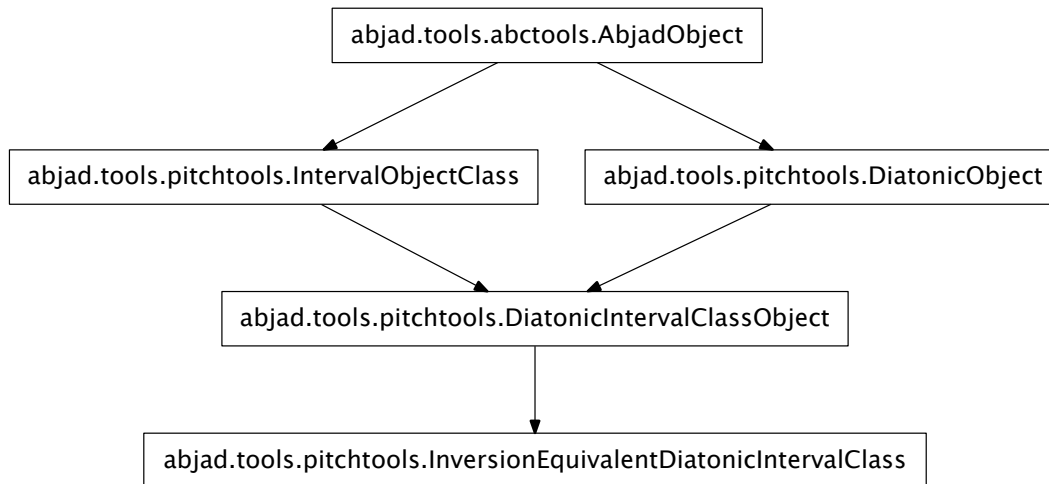 abjad.tools.abctools.AbjadObject
abjad.tools.pitchtools.IntervalObjectClass
abjad.tools.pitchtools.DiatonicObject
abjad.tools.pitchtools.DiatonicIntervalClassObject
abjad.tools.pitchtools.InversionEquivalentDiatonicIntervalClass